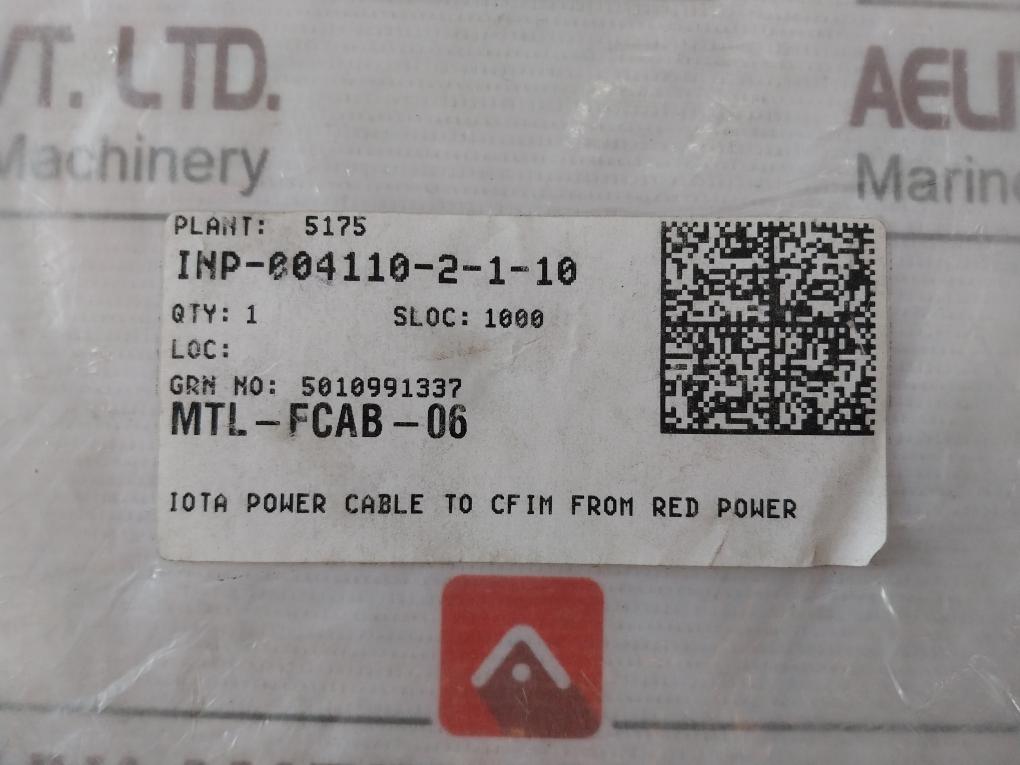 VT. LTD.
AELI
Machinery
Marin
PLANT: 5175
INP-004110-2-1-10
QTY: 1 SLOC: 1000
LOC:
GRN NO: 5010991337
MTL-FCAB-06
IOTA POWER CABLE TO CFIM FROM RED POWER